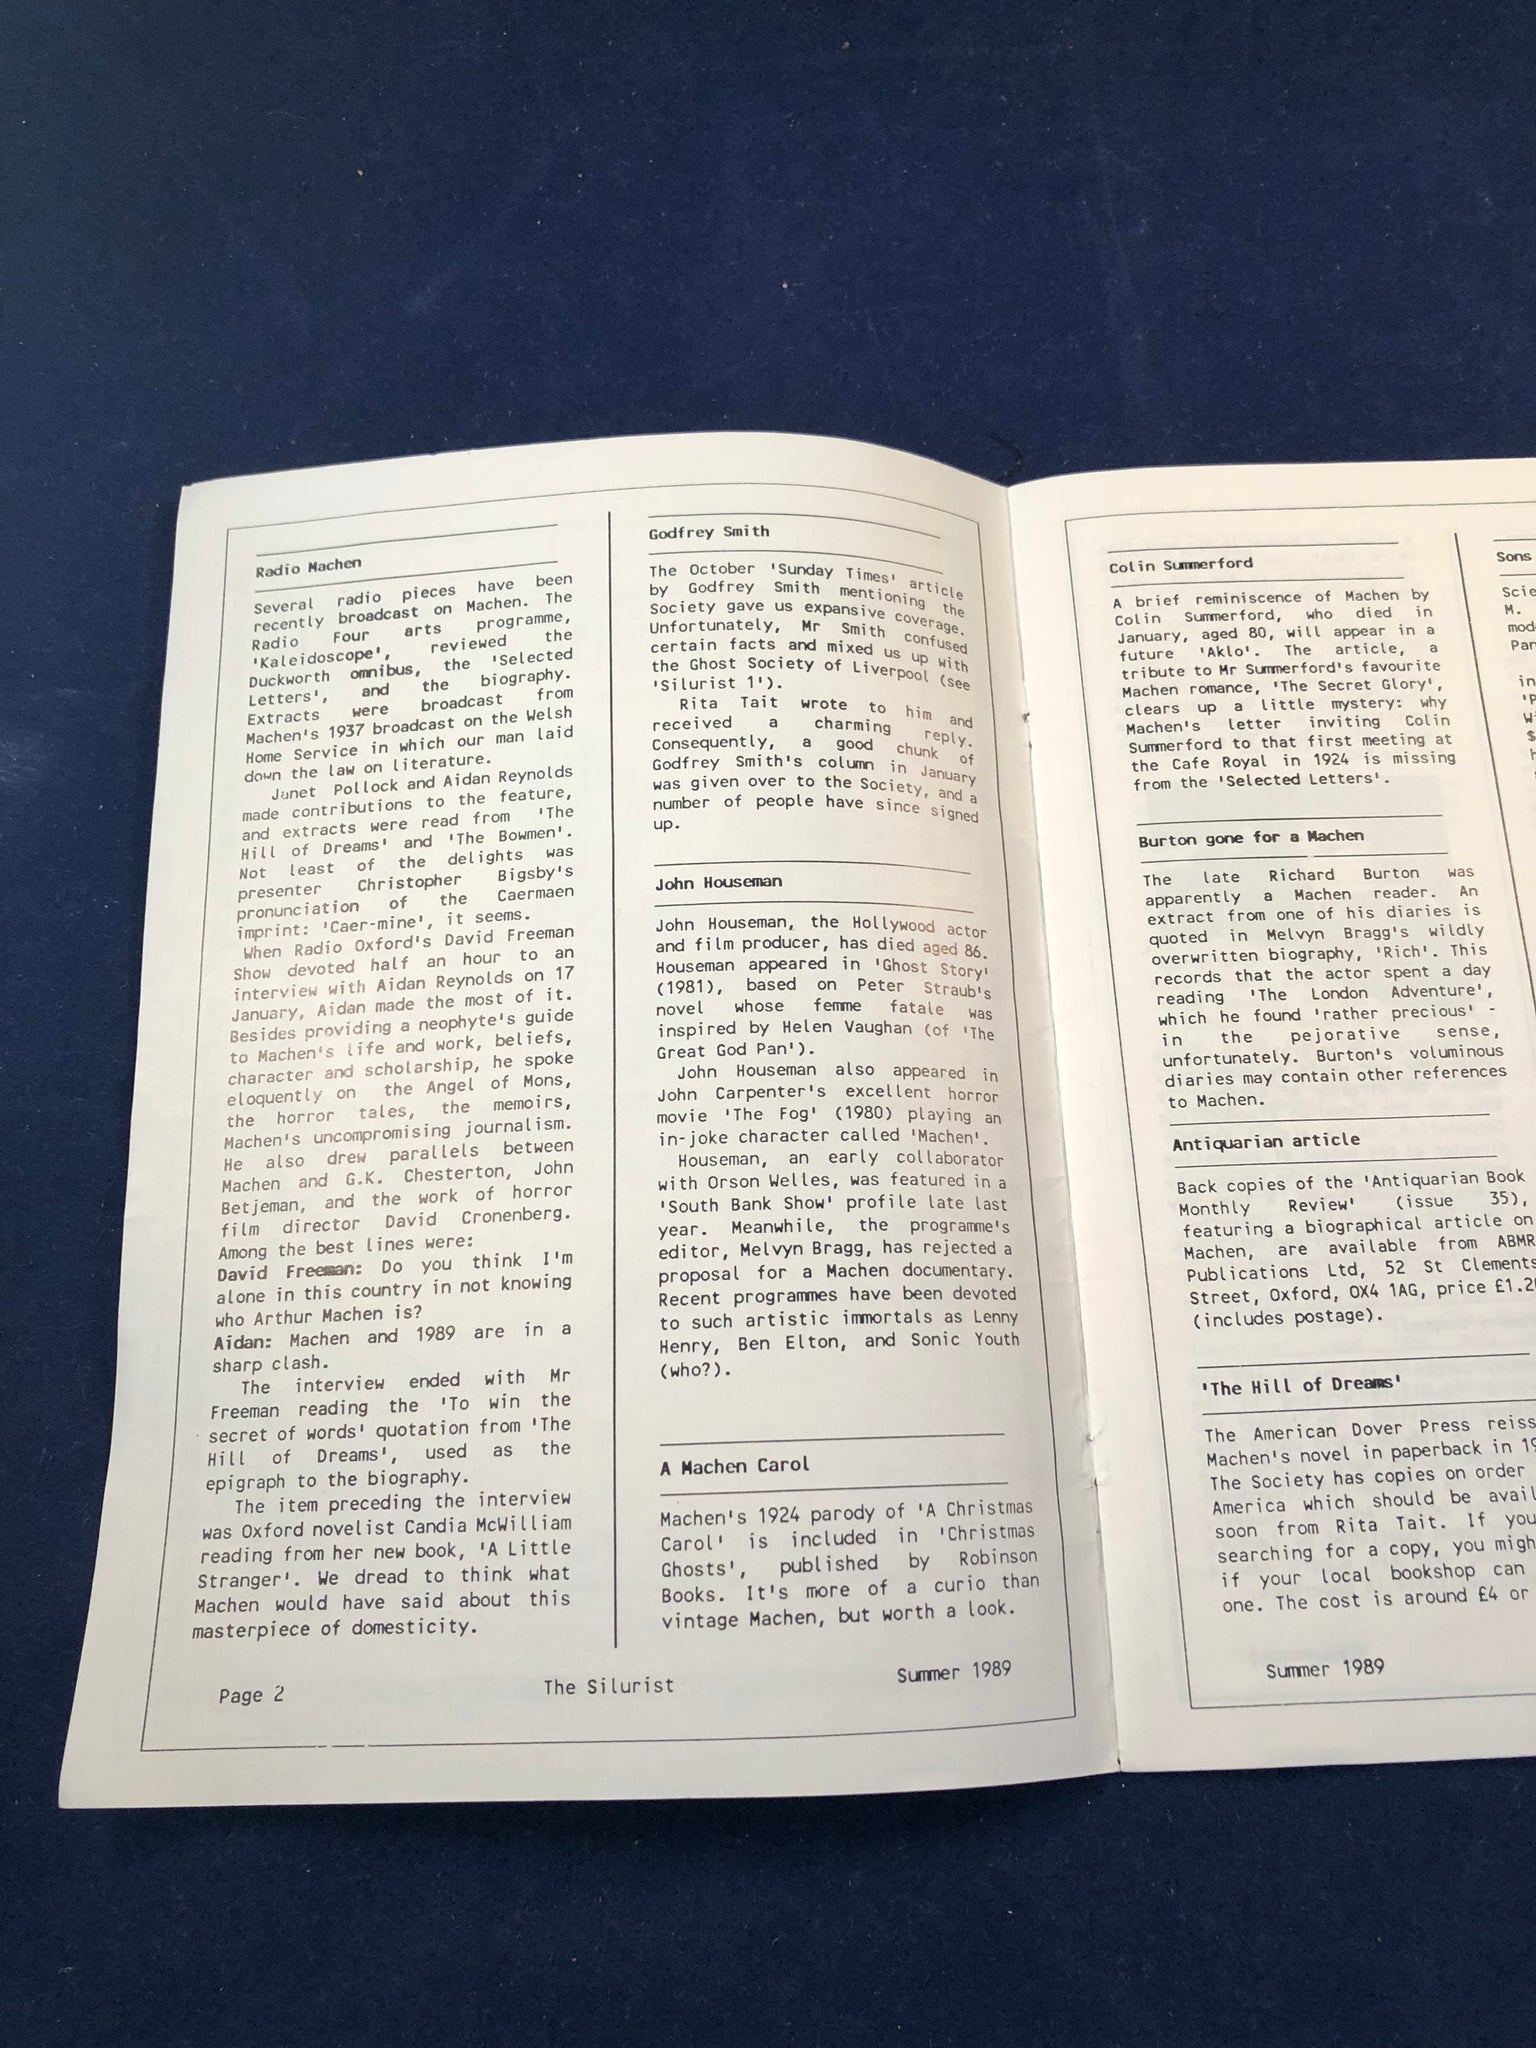 Radio Machen
Several radio pieces have been
recently broadcast on Machen. The
Radio Four arts programme,
'Kaleidoscope', reviewed the
Duckworth omnibus, the 'Selected
Letters', and the biography.
Extracts were broadcast from
Machen's 1937 broadcast on the Welsh
Home Service in which our man laid
down the law on literature.
Janet Pollock and Aidan Reynolds
made contributions to the feature,
and extracts were read from 'The
Hill of Dreams' and 'The Bowmen'.
Not least of the delights was
presenter Christopher Bigsby's
pronunciation of the Caermaen
imprint: 'Caer-mine', it seems.
When Radio Oxford's David Freeman
Show devoted half an hour to an
interview with Aidan Reynolds on 17
January, Aidan made the most of it.
Besides providing a neophyte's guide
to Machen's life and work, beliefs,
character and scholarship, he spoke
eloquently on the Angel of Mons,
the horror tales, the memoirs,
Machen's uncompromising journalism.
He also drew parallels between
Machen and G.K. Chesterton, John
Betjeman, and the work of horror
film director David Cronenberg.
Among the best lines were:
David Freeman: Do you think I'm
alone in this country in not knowing
who Arthur Machen is?
Aidan: Machen and 1989 are in a
sharp clash.
The interview ended with Mr
Freeman reading the 'To win the
secret of words' quotation from 'The
Hill of Dreams', used as the
epigraph to the biography.
The item preceding the interview
was Oxford novelist Candia McWilliam
reading from her new book, 'A Little
Stranger'. We dread to think what
Machen would have said about this
masterpiece of domesticity.
Godfrey Smith
The October 'Sunday Times' article
by Godfrey Smith mentioning the
Society gave us expansive coverage.
Unfortunately, Mr Smith confused
certain facts and mixed us up with
the Ghost Society of Liverpool (see
'Silurist 1').
Rita Tait wrote to him and
received a charming reply.
Consequently, a good chunk of
Godfrey Smith's column in January
was given over to the Society, and a
number of people have since signed
up.
John Houseman
John Houseman, the Hollywood actor
and film producer, has died aged 86.
Houseman appeared in 'Ghost Story'
(1981), based on Peter Straub's
novel whose femme fatale was
inspired by Helen Vaughan (of 'The
Great God Pan').
John Houseman also appeared in
John Carpenter's excellent horror
movie 'The Fog' (1980) playing an
in-joke character called 'Machen'.
Houseman, an early collaborator
with Orson Welles, was featured in a
'South Bank Show' profile late last
year. Meanwhile, the programme's
editor, Melvyn Bragg, has rejected a
proposal for a Machen documentary.
Recent programmes have been devoted
to such artistic immortals as Lenny
Henry, Ben Elton, and Sonic Youth
(who?).
A Machen Carol
Machen's 1924 parody of 'A Christmas
Carol' is included in 'Christmas
Ghosts', published by Robinson
Books. It's more of a curio than
vintage Machen, but worth a look.
Page 2
The Silurist
Summer 1989
Colin Summerford
A brief reminiscence of Machen by
Colin Summerford, who died in
January, aged 80, will appear in a
future 'Aklo'. The article, a
tribute to Mr Summerford's favourite
Machen romance, 'The Secret Glory',
clears up a little mystery: why
Machen's letter inviting Colin
Summerford to that first meeting at
the Cafe Royal in 1924 is missing
from the 'Selected Letters'.
Burton gone for a Machen
The late Richard Burton was
apparently a Machen reader. An
extract from one of his diaries is
quoted in Melvyn Bragg's wildly
overwritten biography, 'Rich'. This
records that the actor spent a day
reading 'The London Adventure',
which he found 'rather precious' -
in the pejorative sense,
unfortunately. Burton's voluminous
diaries may contain other references
to Machen.
Antiquarian article
Back copies of the 'Antiquarian Book
Monthly Review' (issue 35),
featuring a biographical article on
Machen, are available from ABMR
Publications Ltd, 52 St Clements
Street, Oxford, OX4 1AG, price £1.20
(includes postage).
'The Hill of Dreams'
The American Dover Press reiss
Machen's novel in paperback in 19
The Society has copies on order
America which should be avail
soon from Rita Tait. If you
searching for a copy, you migh
if your local bookshop can
one. The cost is around £4 or
Summer 1989
Sons
Scie
M.
mod
Par
in
'P
W
$
h